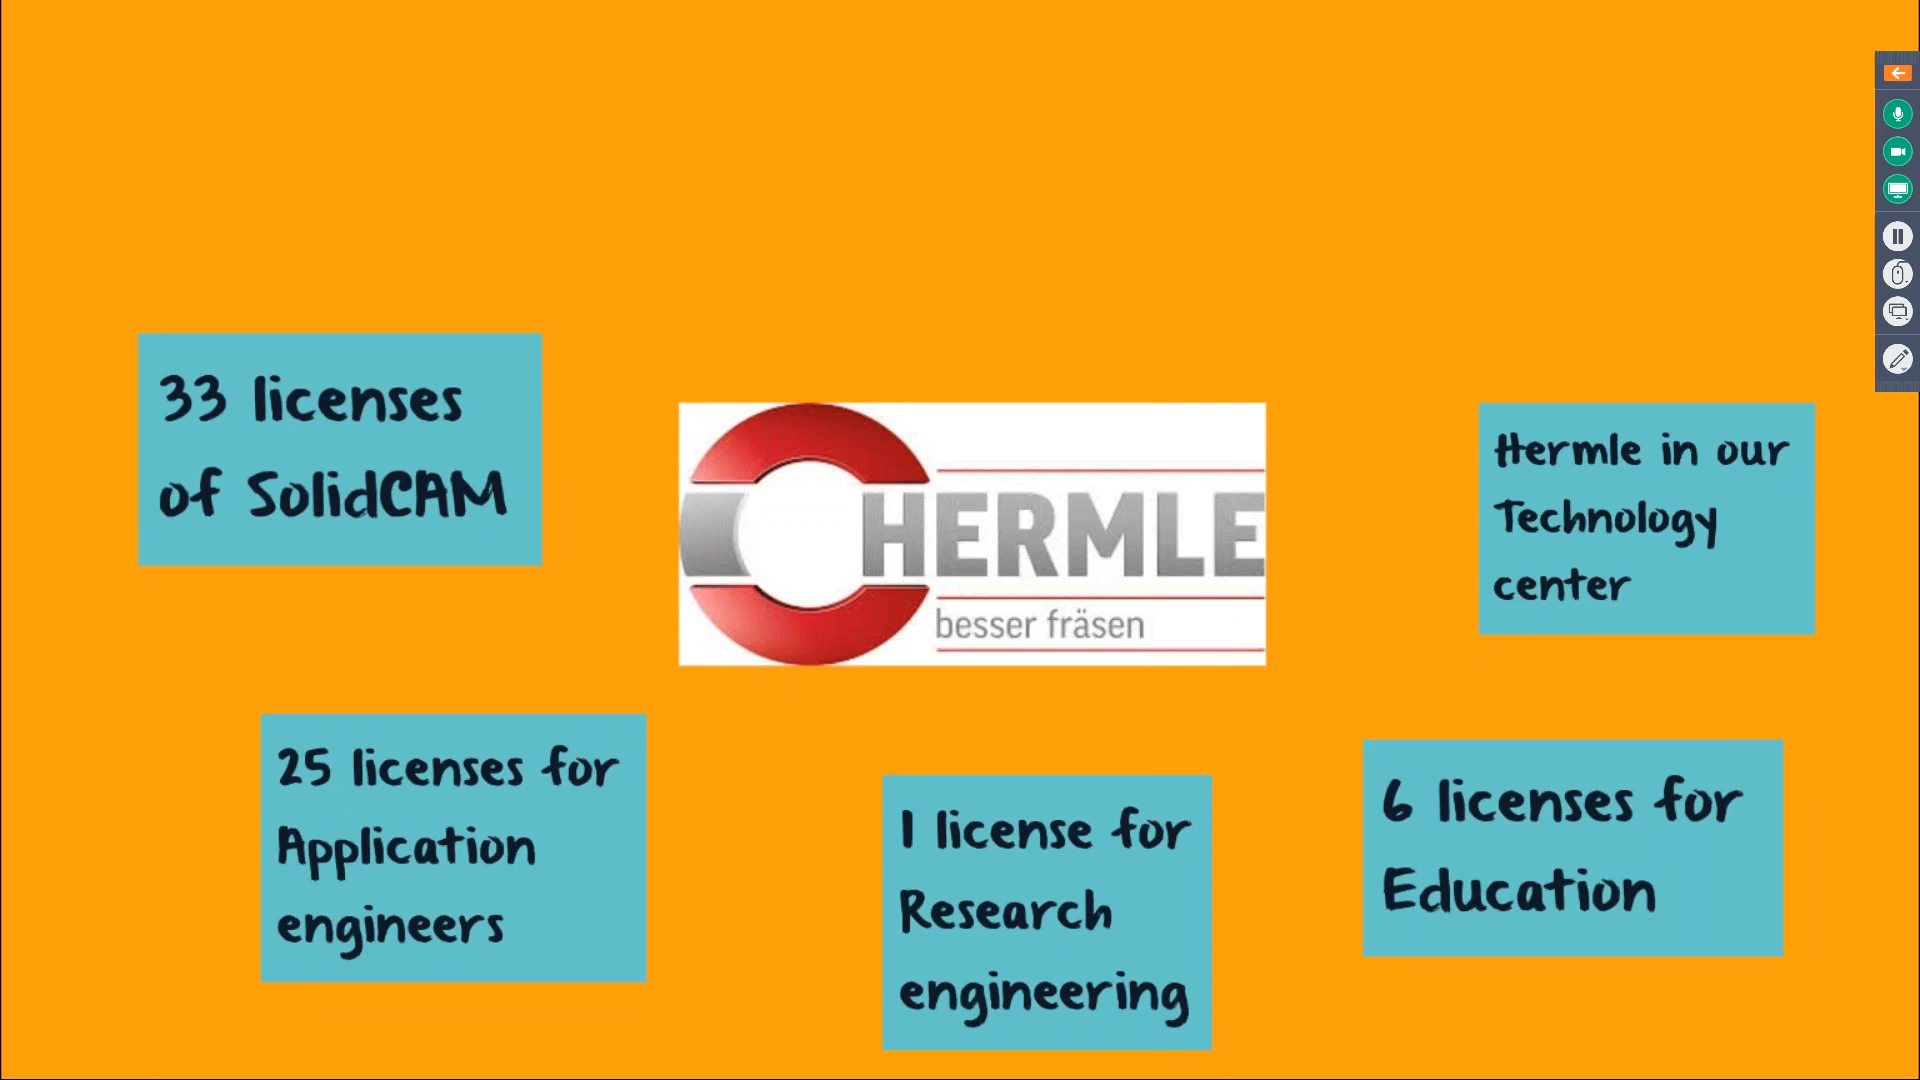 33 licenses
of SolidCAM
HERMLE
besser fräsen
Hermle in our
Technology
center
25 licenses for
Application
engineers
1 license for
Research
engineering
6 licenses for
Education